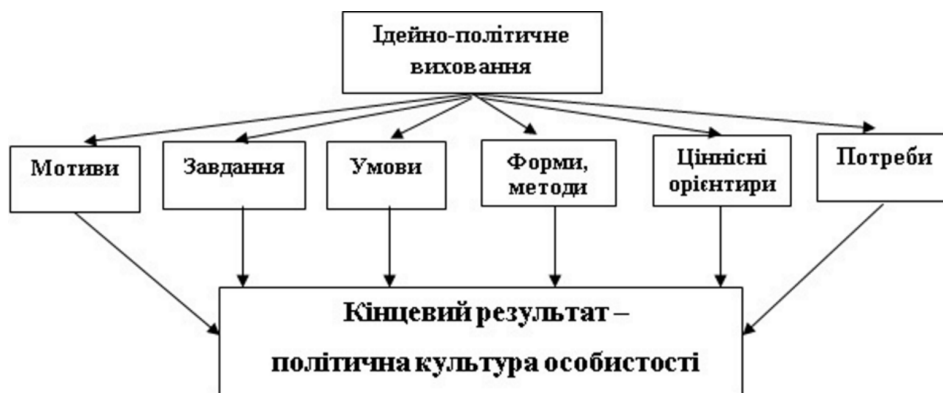 Ідейно-політичне
виховання
Мотиви
Завдання
Умови
Форми,
методи
Ціннісні
орієнтири
Потреби
Кінцевий результат –
політична культура особистості